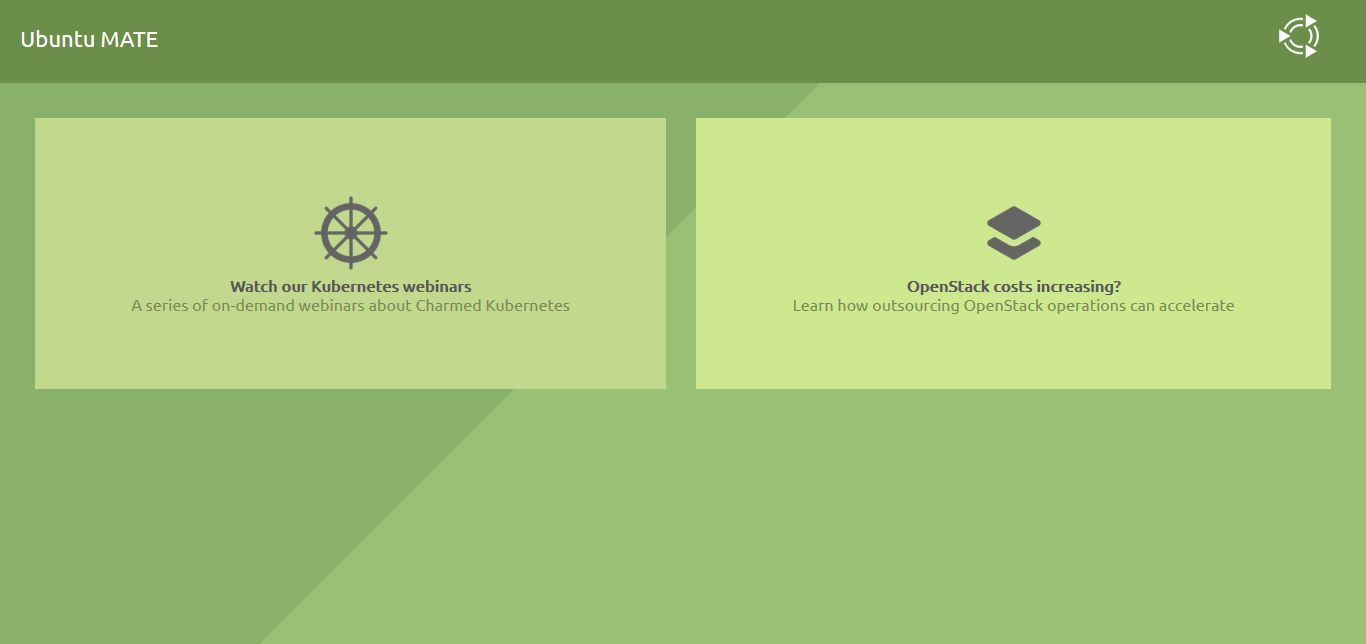 Ubuntu MATE
Watch our Kubernetes webinars
A series of on-demand webinars about Charmed Kubernetes
OpenStack costs increasing?
Learn how outsourcing OpenStack operations can accelerate